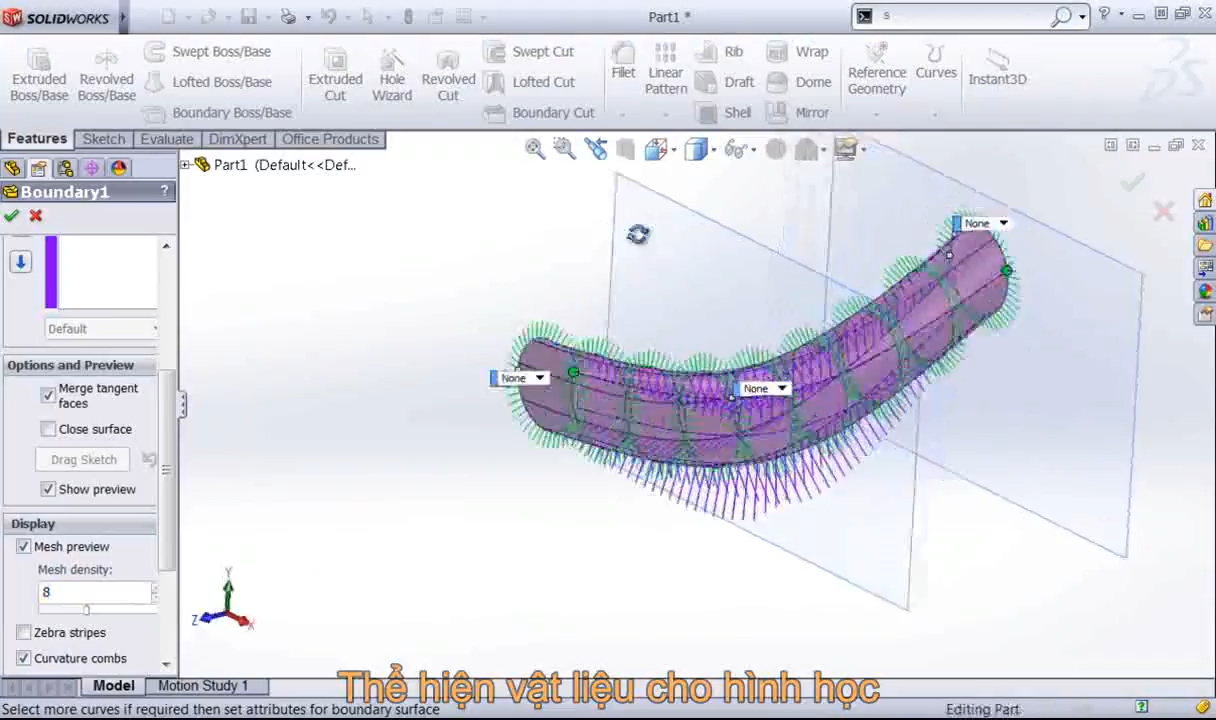 SOLIDWORKS
Part1 *
s
Extruded Boss/Base
Revolved Boss/Base
Swept Boss/Base
Lofted Boss/Base
Boundary Boss/Base
Extruded Cut
Hole Wizard
Revolved Cut
Swept Cut
Lofted Cut
Boundary Cut
Fillet
Linear Pattern
Rib
Draft
Shell
Wrap
Dome
Mirror
Reference Geometry
Curves
Instant3D
Features
Sketch
Evaluate
DimXpert
Office Products
Part1 (Default<<Def...
Boundary1
?
Default
Options and Preview
Merge tangent
faces
Close surface
Drag Sketch
Show preview
Display
Mesh preview
Mesh density:
8
Zebra stripes
Curvature combs
None
None
None
Y
Z
X
Thể hiện vật liệu cho hình học
Model
Motion Study 1
Select more curves if required then set attributes for boundary surface
Editing Part